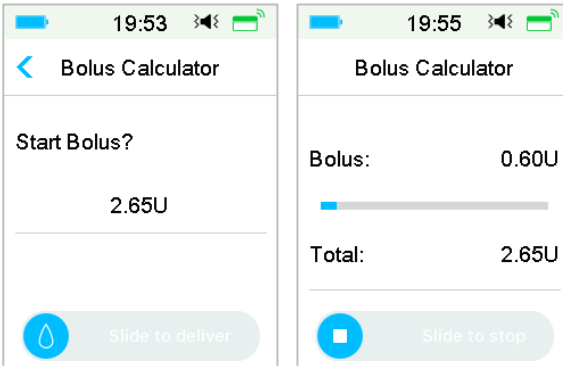 19:53
Bolus Calculator
Start Bolus?
2.65U
Slide to deliver
19:55
Bolus Calculator
Bolus: 0.60U
Total: 2.65U
Slide to stop